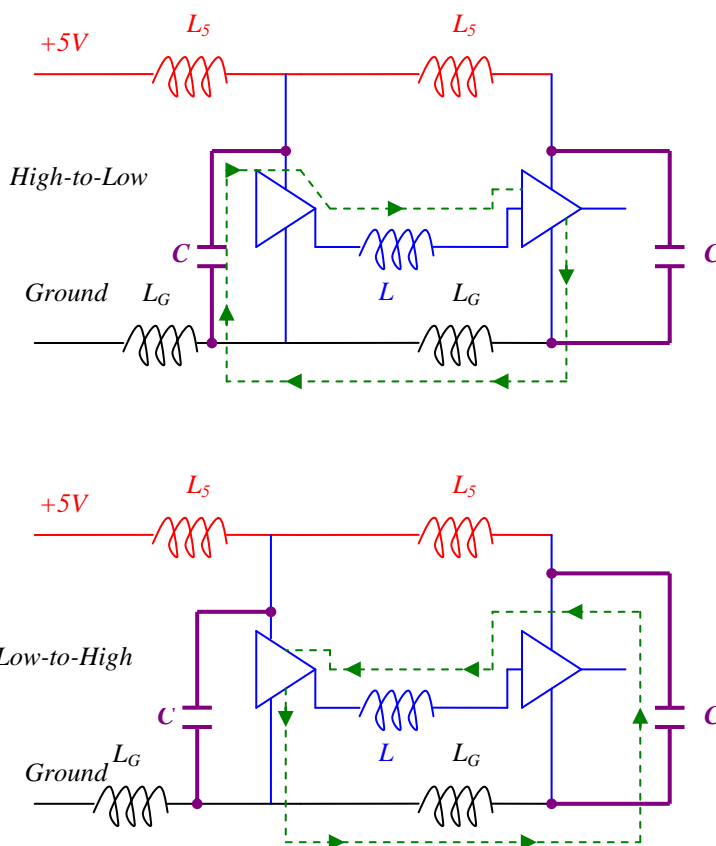 L5 L5
+5V
High-to-Low
C C
Ground LG L LG
L5 L5
+5V
Low-to-High
C C
Ground LG L LG